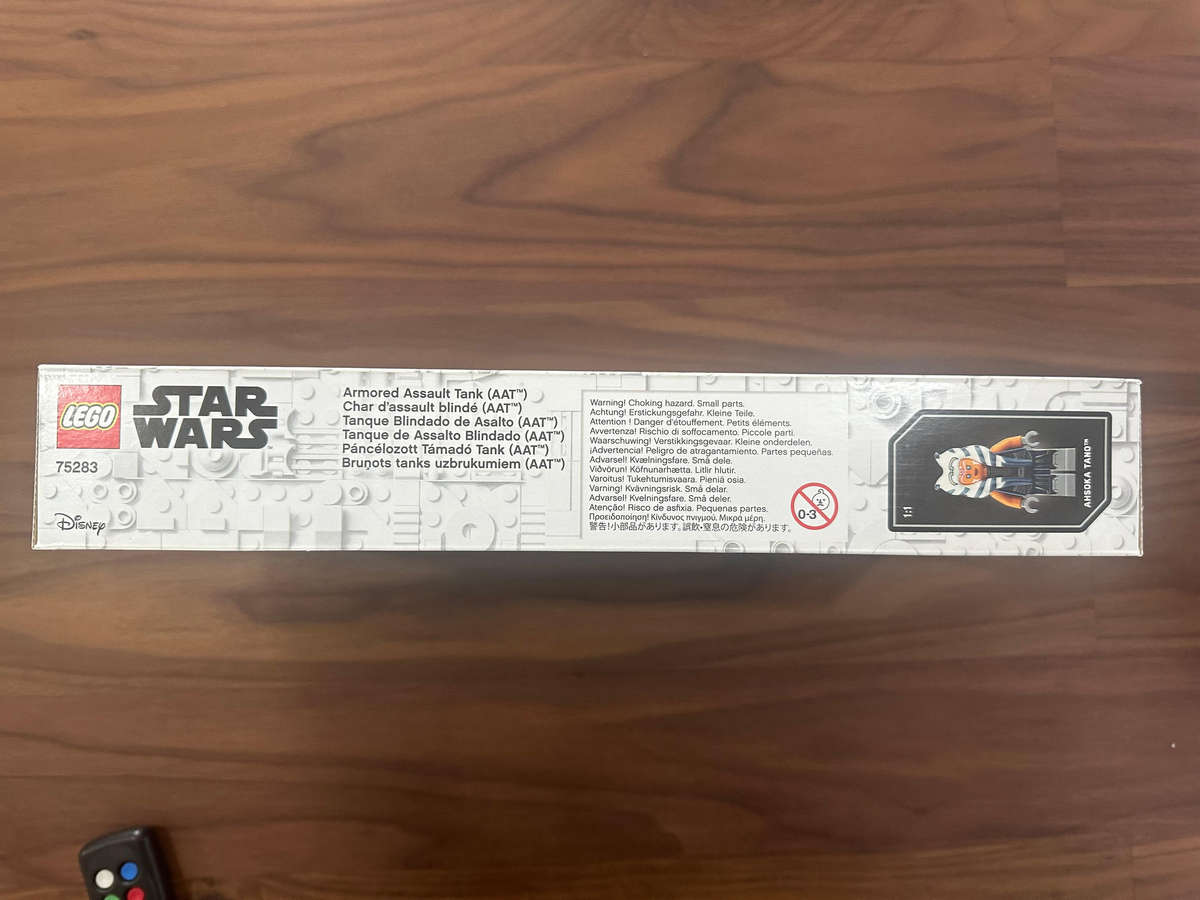 LEGO
STAR
WARS
75283
Disney
Armored Assault Tank (AAT™)
Char d'assault blindé (AAT™)
Tanque Blindado de Asalto (AAT™)
Tanque de Assalto Blindado (AAT™)
Páncélozott Támadó Tank (AAT™)
Bruņots tanks uzbrukumiem (AAT™)
Warning! Choking hazard. Small parts.
Achtung! Erstickungsgefahr. Kleine Teile.
Attention ! Danger d'étouffement. Petits éléments.
Avvertenza! Rischio di soffocamento. Piccole parti.
Waarschuwing! Verstikkingsgevaar. Kleine onderdelen.
¡Advertencia! Peligro de atragantamiento. Partes pequeñas.
Advarsel! Kvælningsfare. Små dele.
Viðvörun! Köfnunarhætta. Litlir hlutir.
Varoitus! Tukehtumisvaara. Pieniä osia.
Varning! Kvävningsrisk. Små delar.
Advarsel! Kvelningsfare. Små deler.
Atenção! Risco de asfixia. Pequenas partes.
Προειδοποίηση! Κίνδυνος πνιγμού. Μικρά μέρη.
警告!小部品があります。誤飲・窒息の危険があります。
0-3
1:1
AHSOKA TANO™